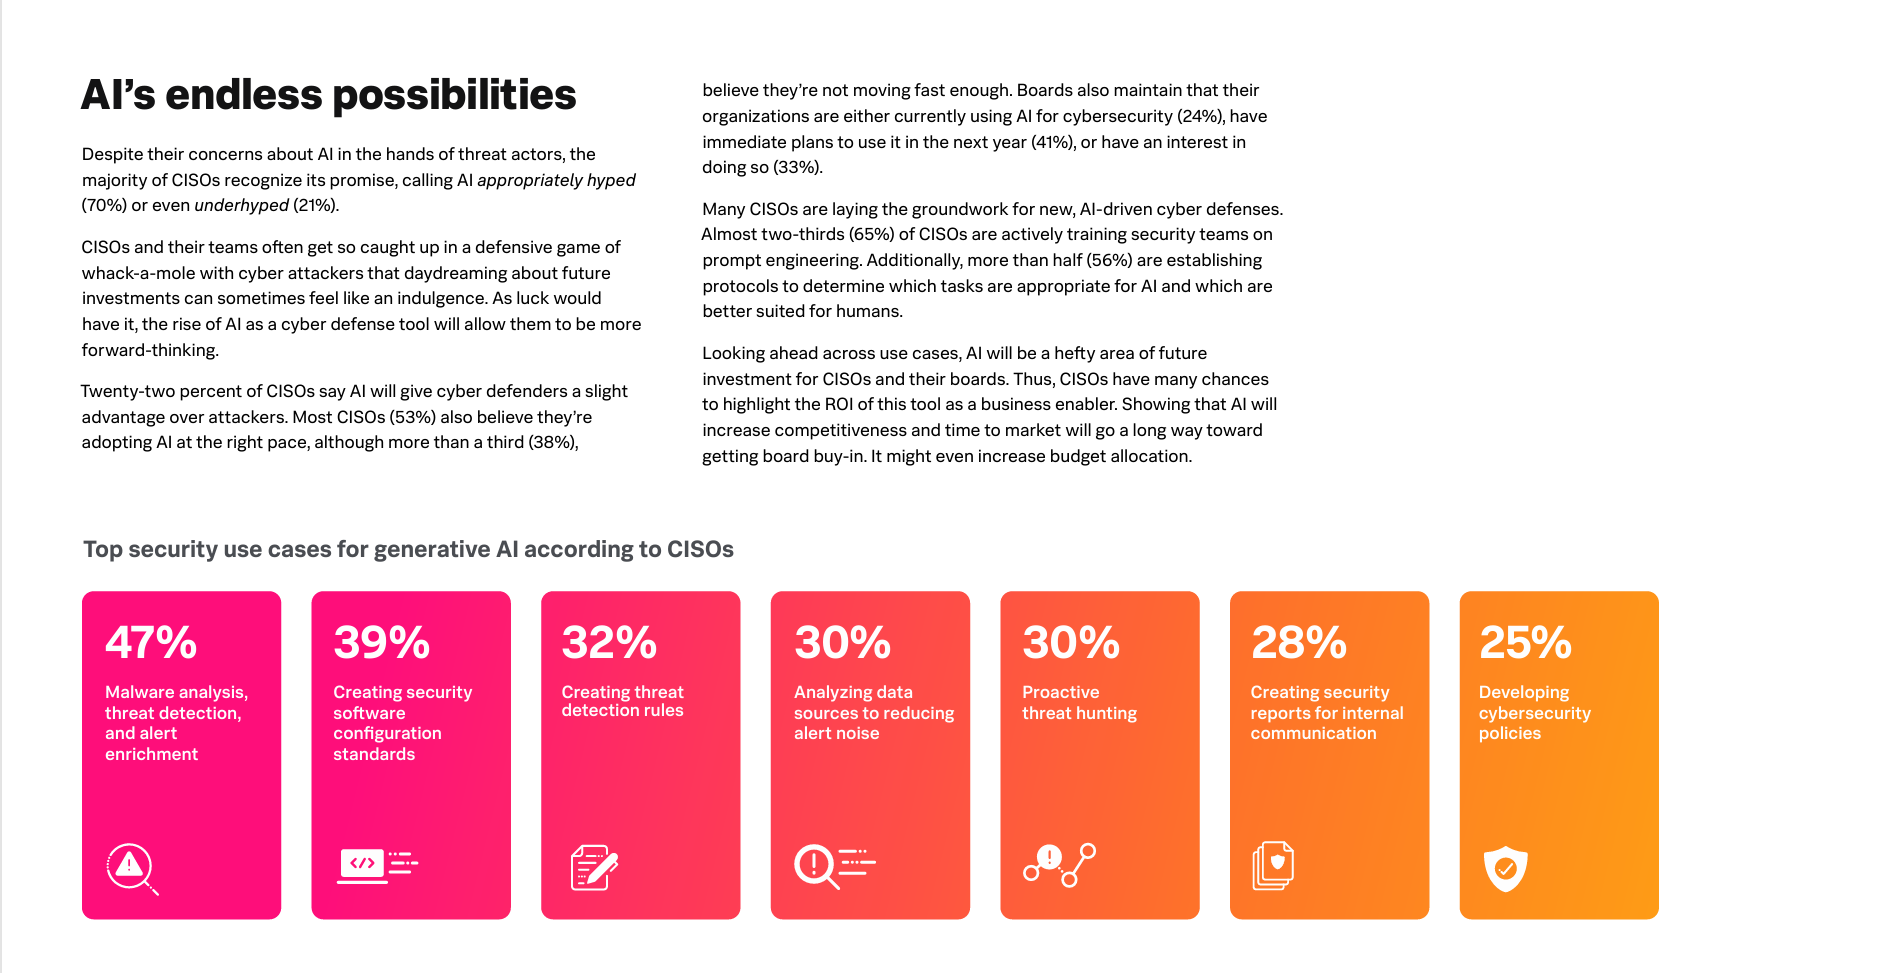 AI’s endless possibilities
Despite their concerns about AI in the hands of threat actors, the
majority of CISOs recognize its promise, calling AI appropriately hyped
(70%) or even underhyped (21%).
CISOs and their teams often get so caught up in a defensive game of
whack-a-mole with cyber attackers that daydreaming about future
investments can sometimes feel like an indulgence. As luck would
have it, the rise of AI as a cyber defense tool will allow them to be more
forward-thinking.
Twenty-two percent of CISOs say AI will give cyber defenders a slight
advantage over attackers. Most CISOs (53%) also believe they’re
adopting AI at the right pace, although more than a third (38%),
believe they’re not moving fast enough. Boards also maintain that their
organizations are either currently using AI for cybersecurity (24%), have
immediate plans to use it in the next year (41%), or have an interest in
doing so (33%).
Many CISOs are laying the groundwork for new, AI-driven cyber defenses.
Almost two-thirds (65%) of CISOs are actively training security teams on
prompt engineering. Additionally, more than half (56%) are establishing
protocols to determine which tasks are appropriate for AI and which are
better suited for humans.
Looking ahead across use cases, AI will be a hefty area of future
investment for CISOs and their boards. Thus, CISOs have many chances
to highlight the ROI of this tool as a business enabler. Showing that AI will
increase competitiveness and time to market will go a long way toward
getting board buy-in. It might even increase budget allocation.
Top security use cases for generative AI according to CISOs
47%
Malware analysis,
threat detection,
and alert
enrichment
39%
Creating security
software
configuration
standards
</>
32%
Creating threat
detection rules
30%
Analyzing data
sources to reducing
alert noise
30%
Proactive
threat hunting
28%
Creating security
reports for internal
communication
25%
Developing
cybersecurity
policies